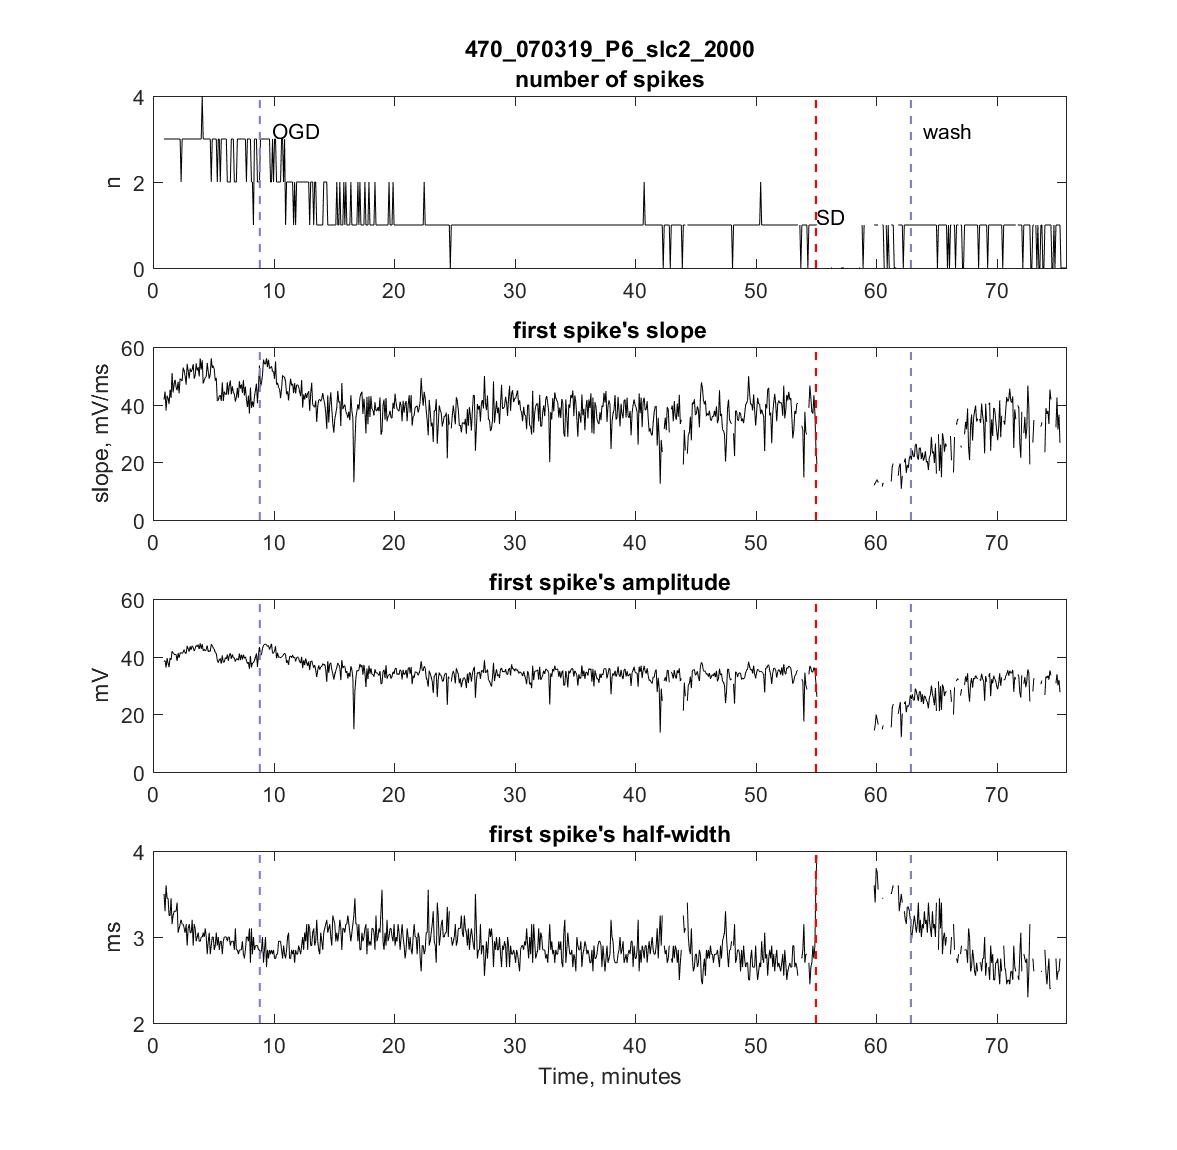 470_070319_P6_slc2_2000
number of spikes
4
2
0
n
OGD
SD
wash
0 10 20 30 40 50 60 70
first spike's slope
60
40
20
0
slope, mV/ms
0 10 20 30 40 50 60 70
first spike's amplitude
60
40
20
0
mV
0 10 20 30 40 50 60 70
first spike's half-width
4
3
2
ms
0 10 20 30 40 50 60 70
Time, minutes